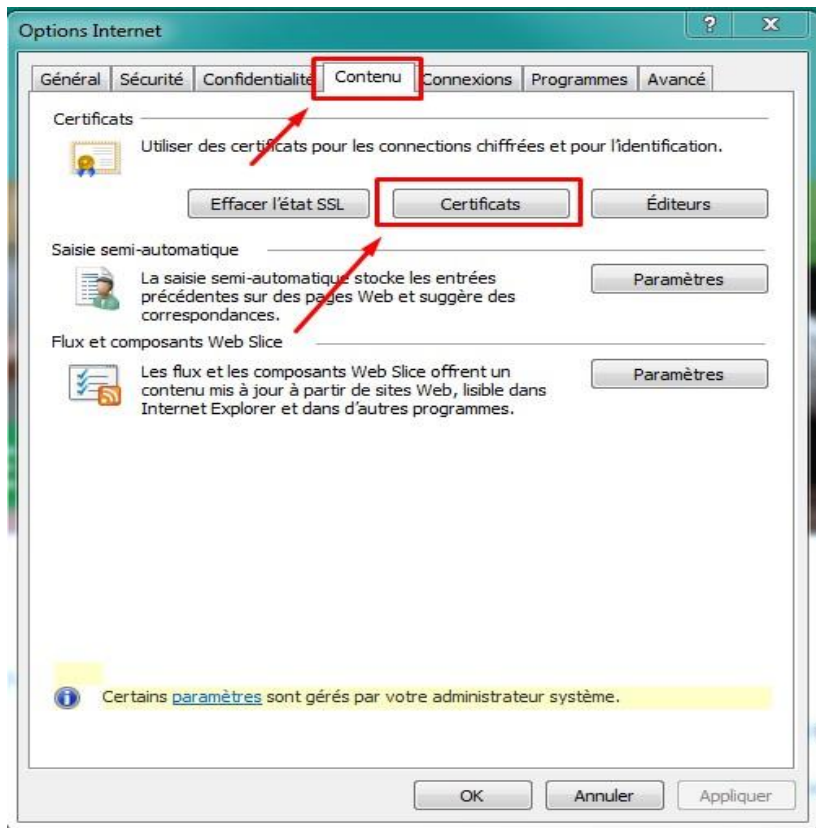 Options Internet
Général Sécurité Confidentialité Contenu Connexions Programmes Avancé
Certificats
Utiliser des certificats pour les connections chiffrées et pour l'identification.
Effacer l'état SSL Certificats Éditeurs
Saisie semi-automatique
La saisie semi-automatique stocke les entrées
précédentes sur des pages Web et suggère des
correspondances.
Paramètres
Flux et composants Web Slice
Les flux et les composants Web Slice offrent un
contenu mis à jour à partir de sites Web, lisible dans
Internet Explorer et dans d'autres programmes.
Paramètres
Certains paramètres sont gérés par votre administrateur système.
OK Annuler Appliquer